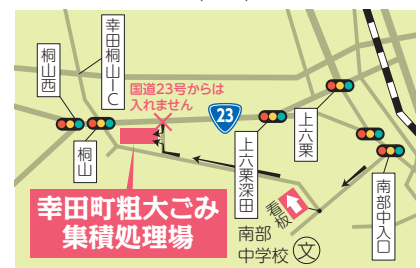 桐山西
幸田桐山IC
国道23号からは
入れません
23
桐山
上六栗
上六栗深田
南部中入口
幸田町粗大ごみ
集積処理場
看板
南部
中学校
文